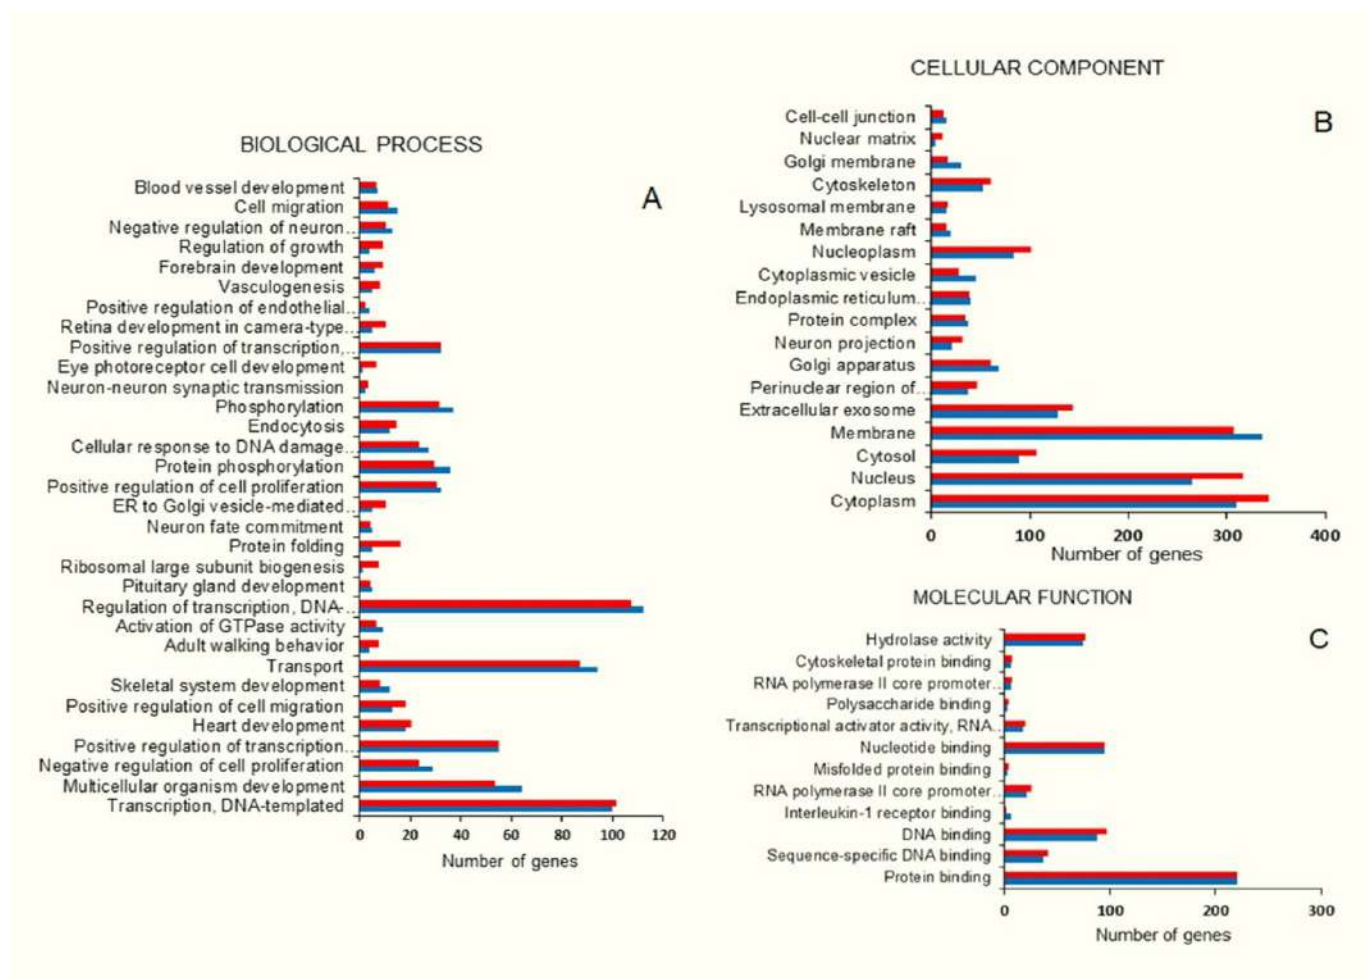 BIOLOGICAL PROCESS
A
Blood vessel development
Cell migration
Negative regulation of neuron...
Regulation of growth
Forebrain development
Vasculogenesis
Positive regulation of endothelial...
Retina development in camera-type...
Positive regulation of transcription,...
Eye photoreceptor cell development
Neuron-neuron synaptic transmission
Phosphorylation
Endocytosis
Cellular response to DNA damage...
Protein phosphorylation
Positive regulation of cell proliferation
ER to Golgi vesicle-mediated...
Neuron fate commitment
Protein folding
Ribosomal large subunit biogenesis
Pituitary gland development
Regulation of transcription, DNA-...
Activation of GTPase activity
Adult walking behavior
Transport
Skeletal system development
Positive regulation of cell migration
Heart development
Positive regulation of transcription...
Negative regulation of cell proliferation
Multicellular organism development
Transcription, DNA-templated
0 20 40 60 80 100 120
Number of genes
CELLULAR COMPONENT
B
Cell-cell junction
Nuclear matrix
Golgi membrane
Cytoskeleton
Lysosomal membrane
Membrane raft
Nucleoplasm
Cytoplasmic vesicle
Endoplasmic reticulum...
Protein complex
Neuron projection
Golgi apparatus
Perinuclear region of...
Extracellular exosome
Membrane
Cytosol
Nucleus
Cytoplasm
0 100 200 300 400
Number of genes
MOLECULAR FUNCTION
C
Hydrolase activity
Cytoskeletal protein binding
RNA polymerase II core promoter...
Polysaccharide binding
Transcriptional activator activity, RNA...
Nucleotide binding
Misfolded protein binding
RNA polymerase II core promoter...
Interleukin-1 receptor binding
DNA binding
Sequence-specific DNA binding
Protein binding
0 100 200 300
Number of genes